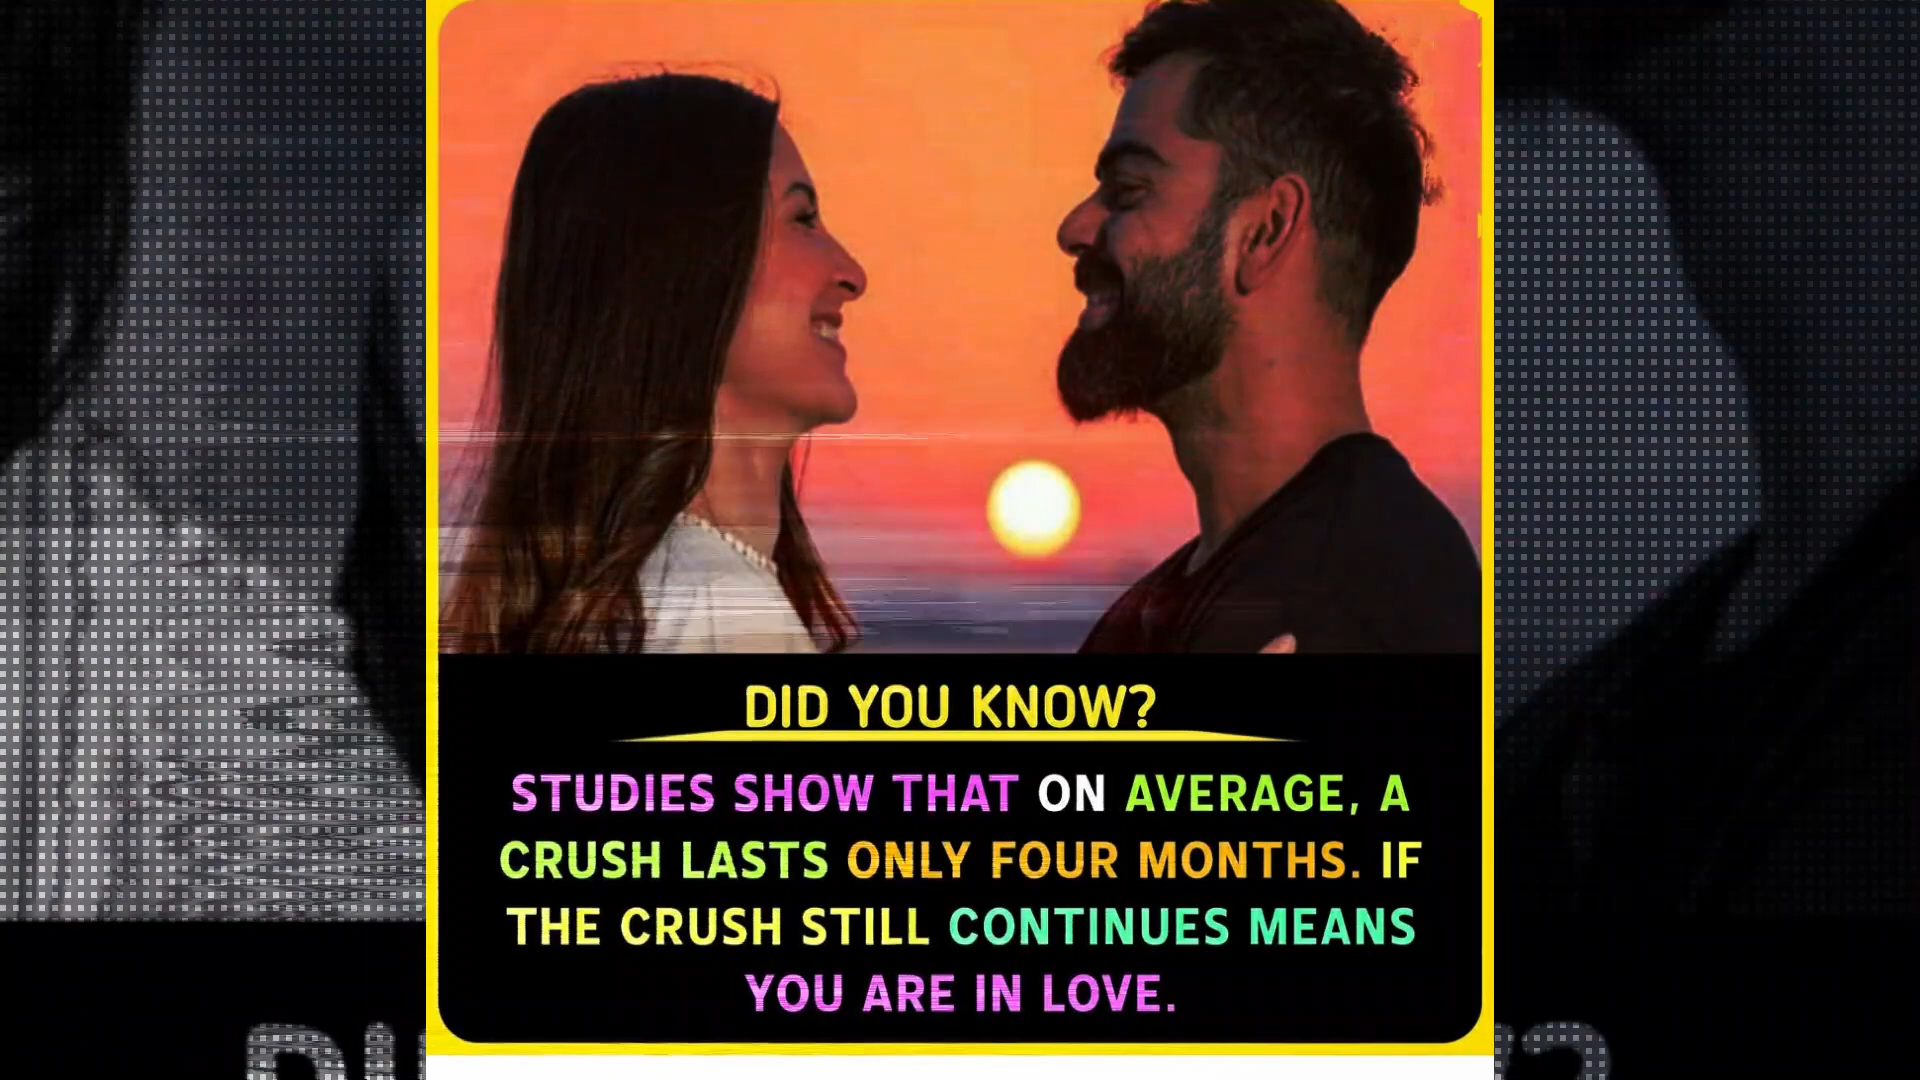 DID YOU KNOW?
STUDIES SHOW THAT ON AVERAGE, A
CRUSH LASTS ONLY FOUR MONTHS. IF
THE CRUSH STILL CONTINUES MEANS
YOU ARE IN LOVE.